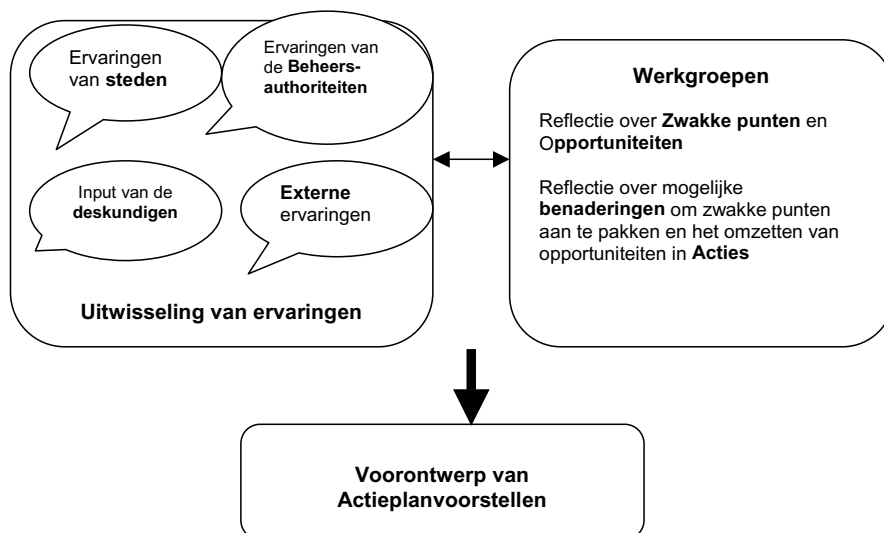 Ervaringen
van steden
Ervaringen van
de Beheers-
authoriteiten
Input van de
deskundigen
Externe
ervaringen
Uitwisseling van ervaringen
Werkgroepen
Reflectie over Zwakke punten en
Opportuniteiten
Reflectie over mogelijke
benaderingen om zwakke punten
aan te pakken en het omzetten van
opportuniteiten in Acties
Voorontwerp van
Actieplanvoorstellen